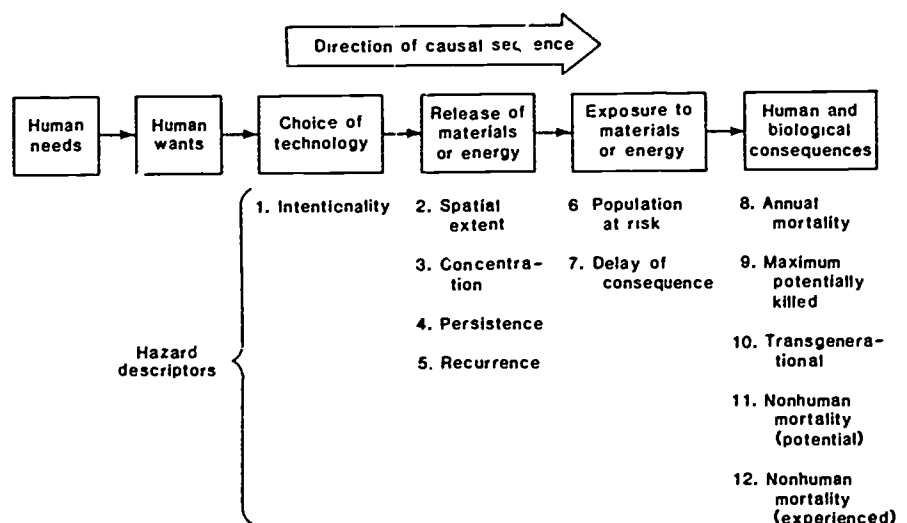 Direction of causal sequence
Human
needs
Human
wants
Choice of
technology
Release of
materials
or energy
Exposure to
materials
or energy
Human and
biological
consequences
Hazard
descriptors
1. Intenticnality
2. Spatial
extent
3. Concentra-
tion
4. Persistence
5. Recurrence
6 Population
at risk
7. Delay of
consequence
8. Annual
mortality
9. Maximum
potentially
killed
10. Transgenera-
tional
11. Nonhuman
mortality
(potential)
12. Nonhuman
mortality
(experienced)